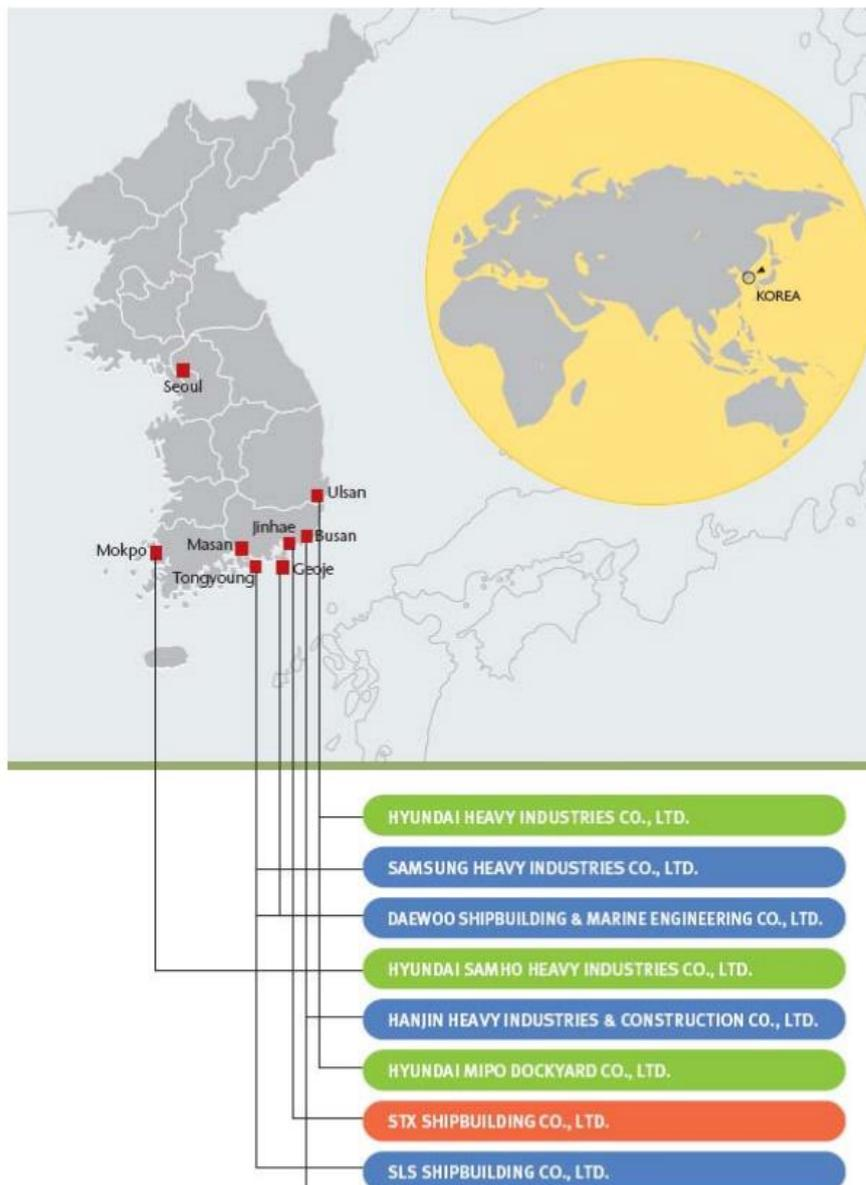 KOREA
Seoul
Ulsan
Jinhae
Busan
Masan
Mokpo
Tongyoung
Geoje
HYUNDAI HEAVY INDUSTRIES CO., LTD.
SAMSUNG HEAVY INDUSTRIES CO., LTD.
DAEWOO SHIPBUILDING & MARINE ENGINEERING CO., LTD.
HYUNDAI SAMHO HEAVY INDUSTRIES CO., LTD.
HANJIN HEAVY INDUSTRIES & CONSTRUCTION CO., LTD.
HYUNDAI MIPO DOCKYARD CO., LTD.
STX SHIPBUILDING CO., LTD.
SLS SHIPBUILDING CO., LTD.